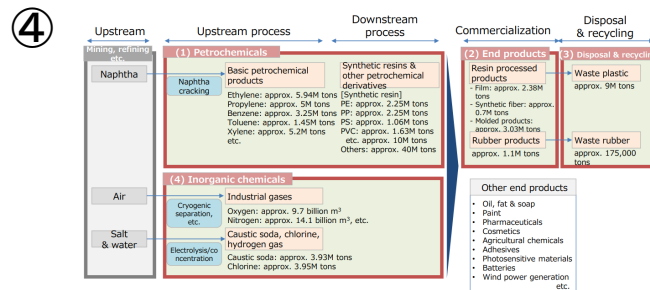 ④
Upstream
Upstream process
Downstream
process
Commercialization
Disposal
& recycling
Mining, refining
etc.
Naphtha
Air
Salt
& water
(1) Petrochemicals
Naphtha
cracking
Basic petrochemical
products
Ethylene: approx. 5.94M tons
Propylene: approx. 5M tons
Benzene: approx. 3.25M tons
Toluene: approx. 1.45M tons
Xylene: approx. 5.2M tons
etc.
Synthetic resins &
other petrochemical
derivatives
[Synthetic resin]
PE: approx. 2.25M tons
PP: approx. 2.25M tons
PS: approx. 1.06M tons
PVC: approx. 1.63M tons
etc. approx. 10M tons
Others: approx. 40M tons
(4) Inorganic chemicals
Cryogenic
separation,
etc.
Industrial gases
Oxygen: approx. 9.7 billion m³
Nitrogen: approx. 14.1 billion m³, etc.
Electrolysis/co
ncentration
Caustic soda, chlorine,
hydrogen gas
Caustic soda: approx. 3.93M tons
Chlorine: approx. 3.95M tons
(2) End products
Resin processed
products
- Film: approx. 2.38M
tons
- Synthetic fiber: approx.
0.7M tons
- Molded products:
approx. 3.03M tons
Rubber products
approx. 1.1M tons
(3) Disposal & recycling
Waste plastic
approx. 9M tons
Waste rubber
approx. 175,000
tons
Other end products
• Oil, fat & soap
• Paint
• Pharmaceuticals
• Cosmetics
• Agricultural chemicals
• Adhesives
• Photosensitive materials
• Batteries
• Wind power generation
etc.